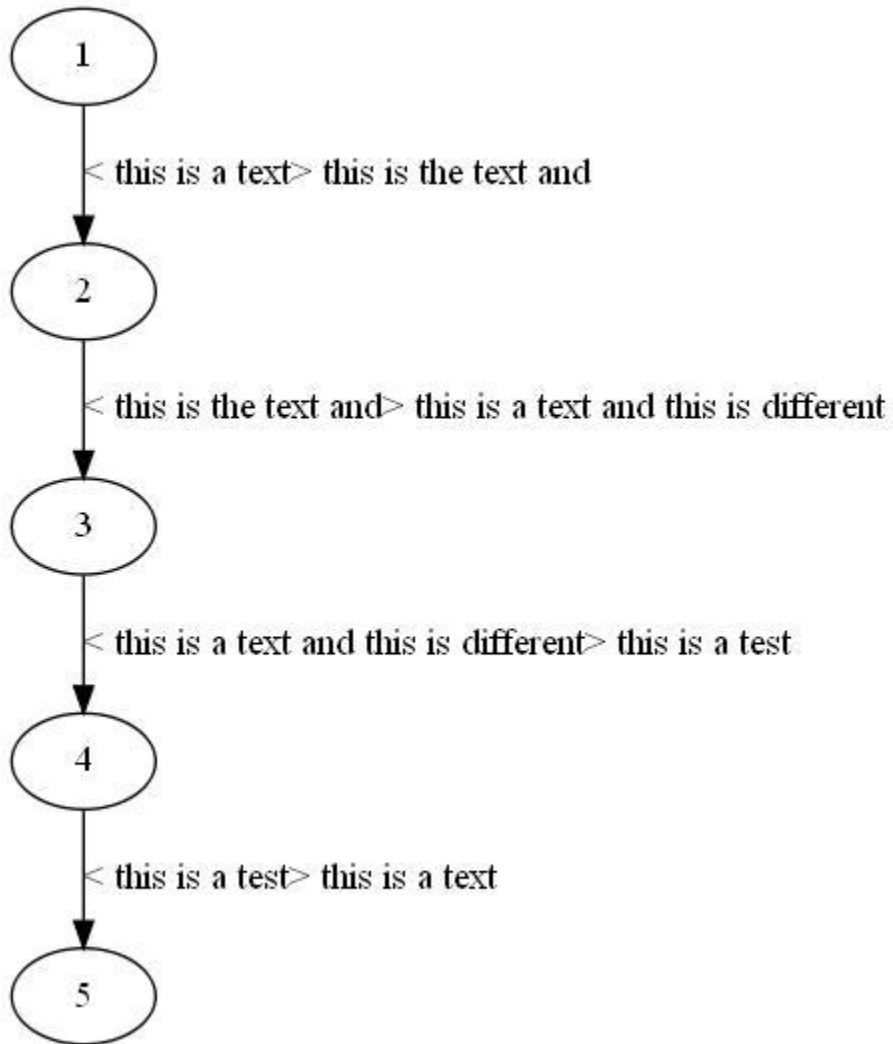 1
< this is a text> this is the text and
2
< this is the text and> this is a text and this is different
3
< this is a text and this is different> this is a test
4
< this is a test> this is a text
5